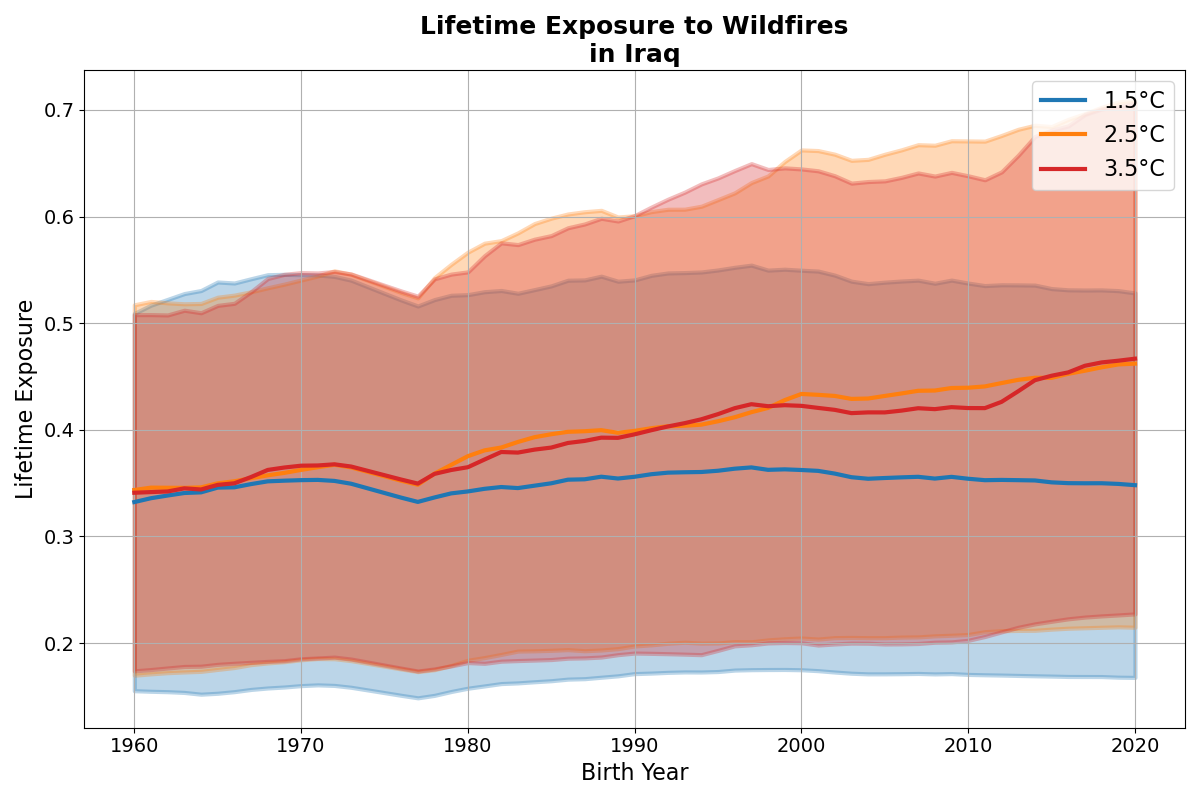 Lifetime Exposure to Wildfires
in Iraq
1.5°C
2.5°C
3.5°C
Lifetime Exposure
0.7
0.6
0.5
0.4
0.3
0.2
1960
1970
1980
1990
2000
2010
2020
Birth Year